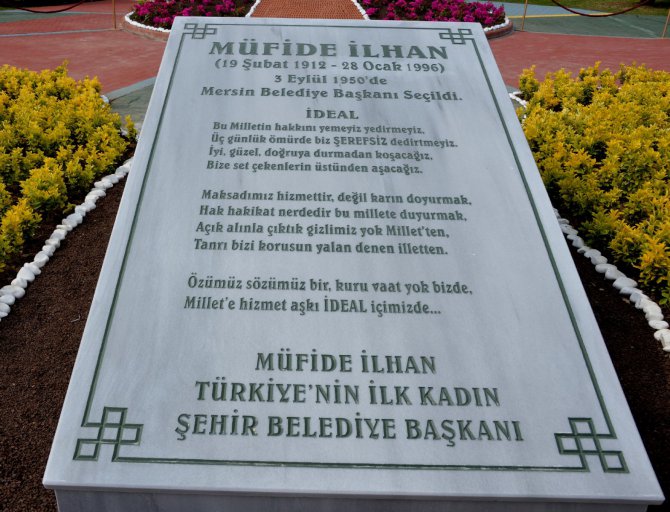 MÜFİDE İLHAN
(19 Şubat 1912 - 28 Ocak 1996)
3 Eylül 1950'de
Mersin Belediye Başkanı Seçildi.
İDEAL
Bu Milletin hakkını yemeyiz yedirmeyiz,
Üç günlük ömürde biz ŞEREFSİZ dedirtmeyiz.
İyi, güzel, doğruya durmadan koşacağız,
Bize set çekenlerin üstünden aşacağız,
Maksadımız hizmettir, değil karın doyurmak,
Hak hakikat nerdedir bu millete duyurmak,
Açık alınla çıktık gizlimiz yok Millet'ten,
Tanrı bizi korusun yalan denen illetten.
Özümüz sözümüz bir, kuru vaat yok bizde,
Millet'e hizmet aşkı İDEAL içimizde...
MÜFİDE İLHAN
TÜRKİYE'NİN İLK KADIN
ŞEHİR BELEDİYE BAŞKANI